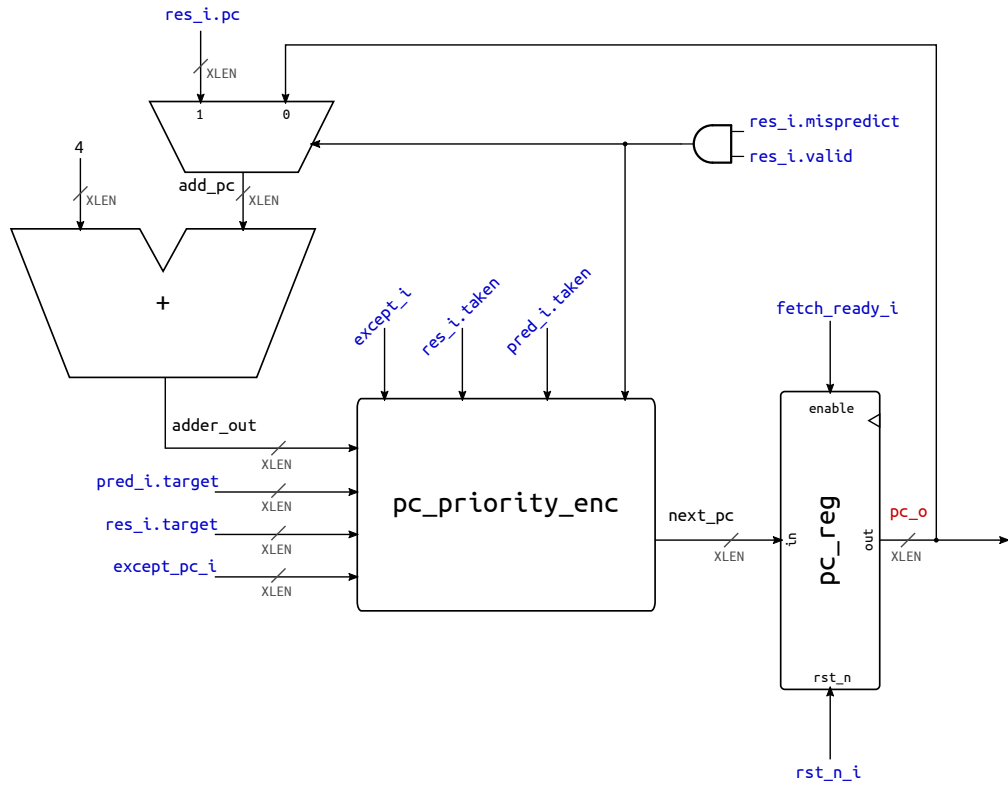 res_i.pc
XLEN
1
0
res_i.mispredict
res_i.valid
4
XLEN
add_pc
XLEN
+
except_i
res_i.taken
pred_i.taken
fetch_ready_i
enable
adder_out
XLEN
pred_i.target
XLEN
res_i.target
XLEN
except_pc_i
XLEN
pc_priority_enc
next_pc
XLEN
in
pc_reg
out
pc_o
XLEN
rst_n
rst_n_i